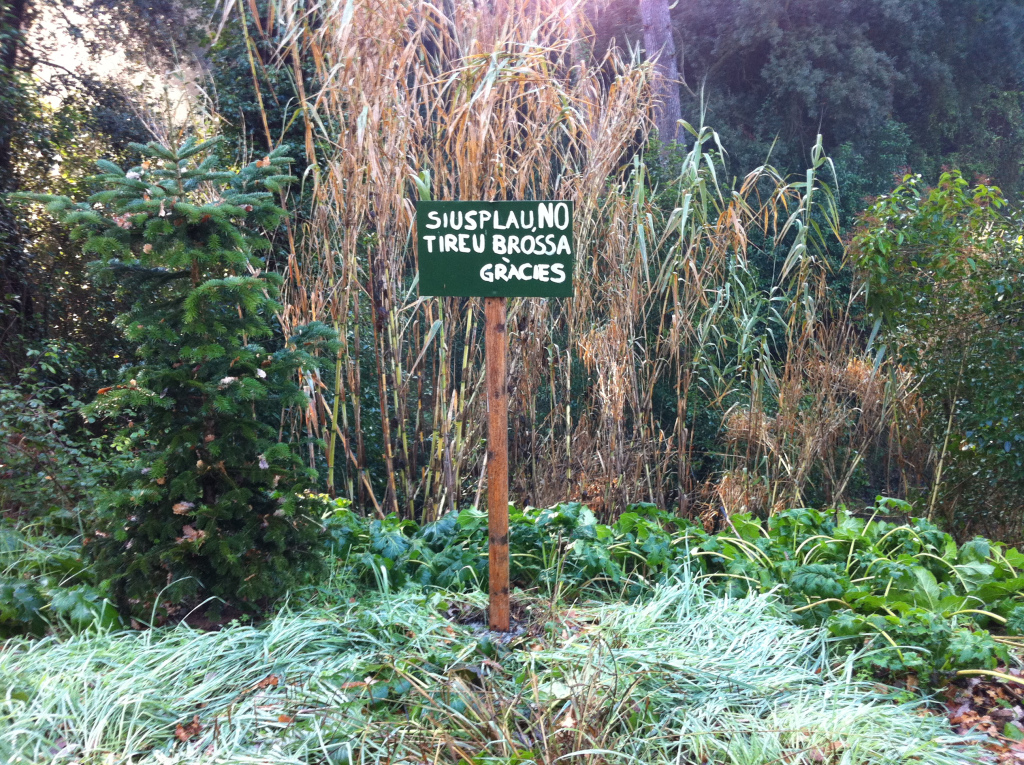 SIUSPLAU, NO
TIREU BROSSA
GRÀCIES